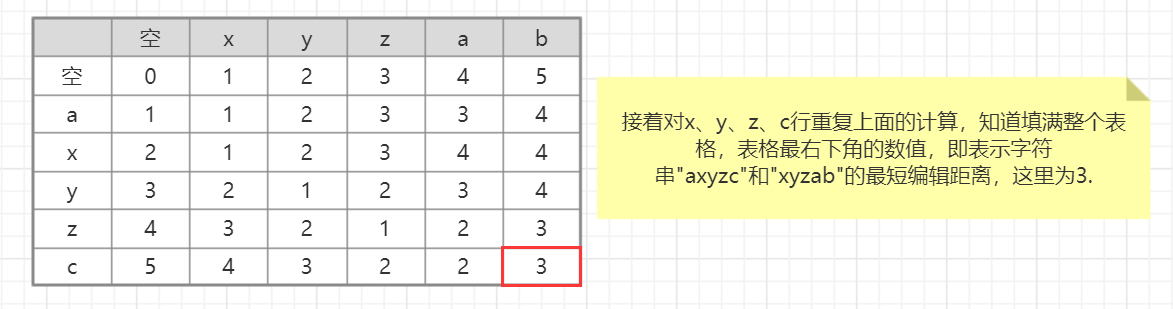 空 x y z a b
空 0 1 2 3 4 5
a 1 1 2 3 3 4
x 2 1 2 3 4 4
y 3 2 1 2 3 4
z 4 3 2 1 2 3
c 5 4 3 2 2 3
接着对x、y、z、c行重复上面的计算，知道填满整个表
格，表格最右下角的数值，即表示字符
串"axyzc"和"xyzab"的最短编辑距离，这里为3.